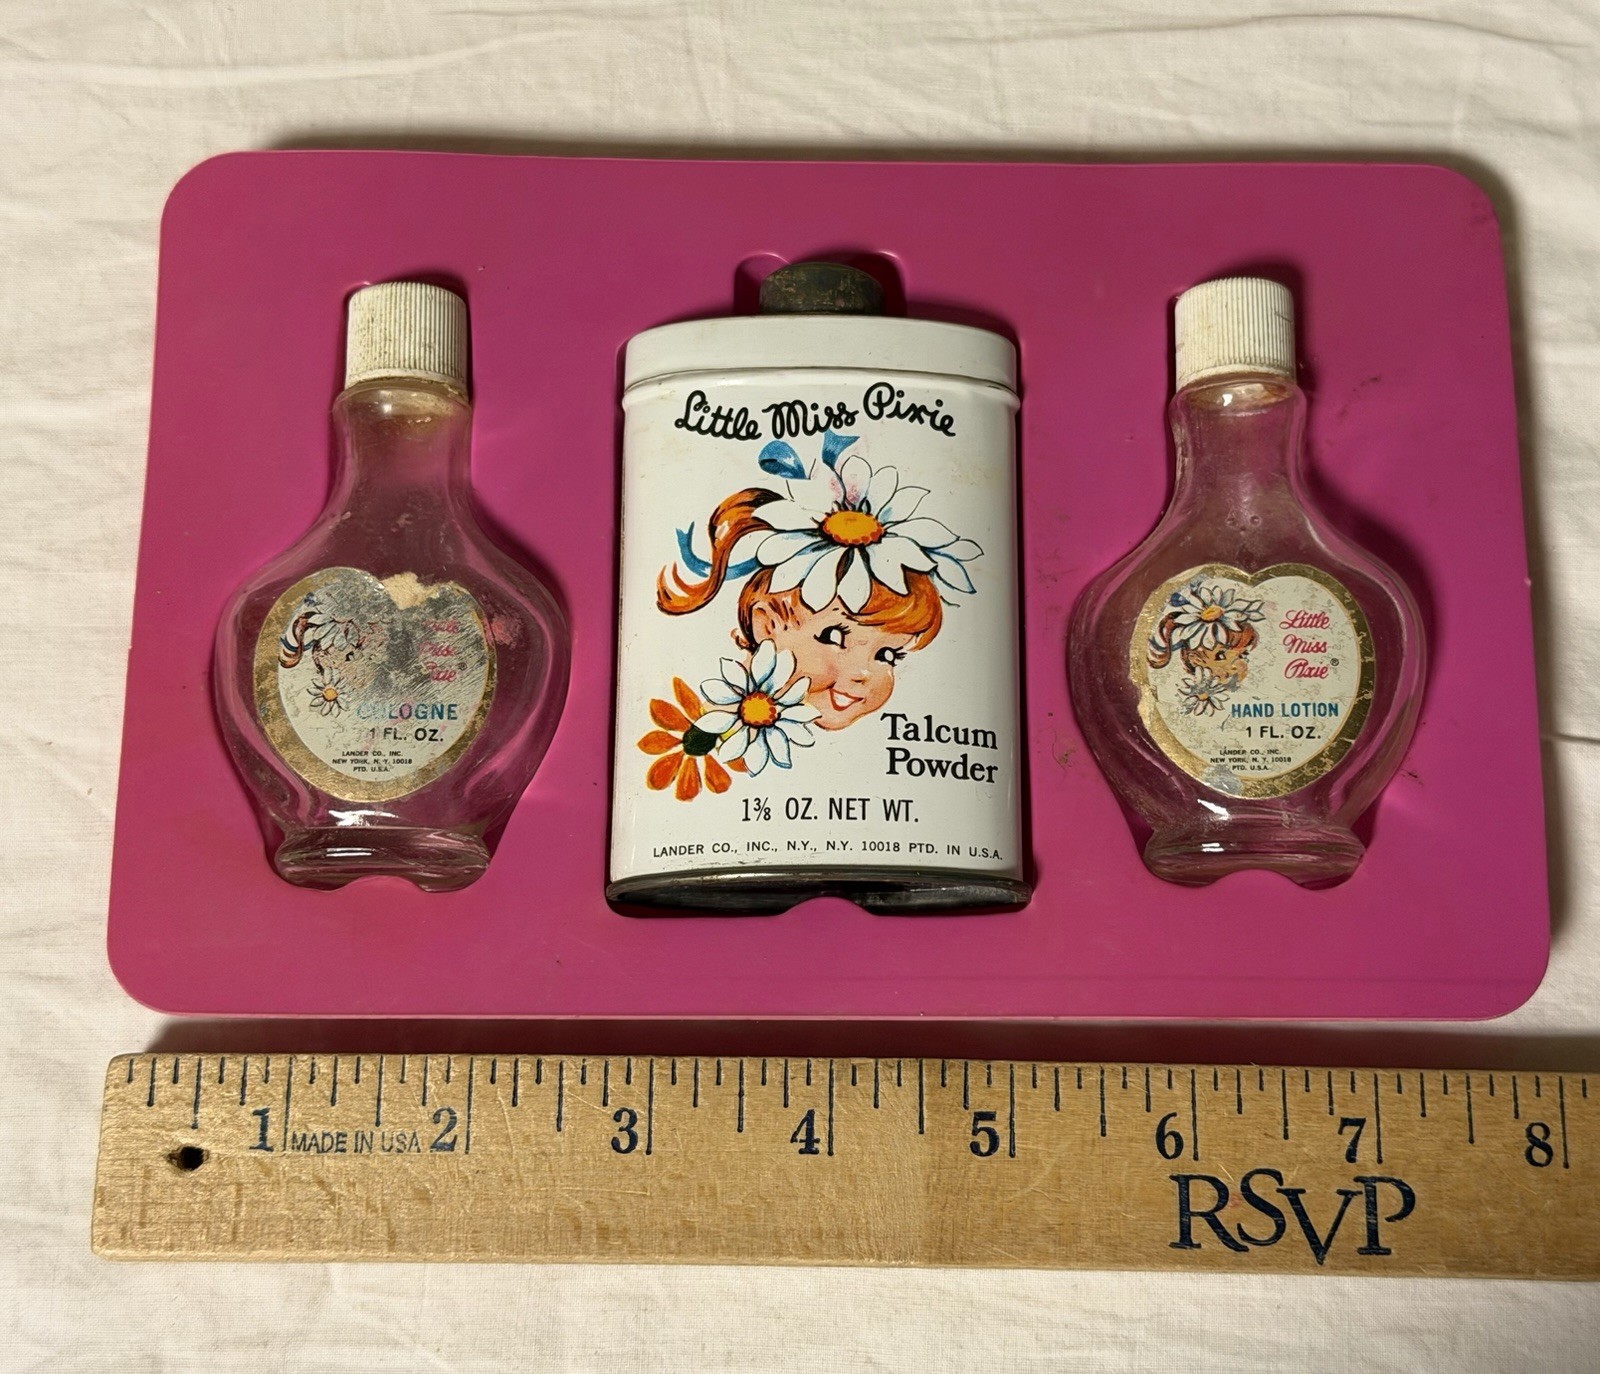 Little Miss Pixie
Talcum
Powder
1⅜ OZ. NET WT.
LANDER CO., INC., N.Y., N.Y. 10018 PTD. IN U.S.A.
COLOGNE
1 FL. OZ.
LANDER CO., INC.
NEW YORK, N. Y. 10018
PTD. U.S.A.
Little
Miss
Pixie®
HAND LOTION
1 FL. OZ.
LANDER CO., INC.
NEW YORK, N. Y. 10018
PTD. U.S.A.
1 MADE IN USA 2 3 4 5 6 7 8
RSVP